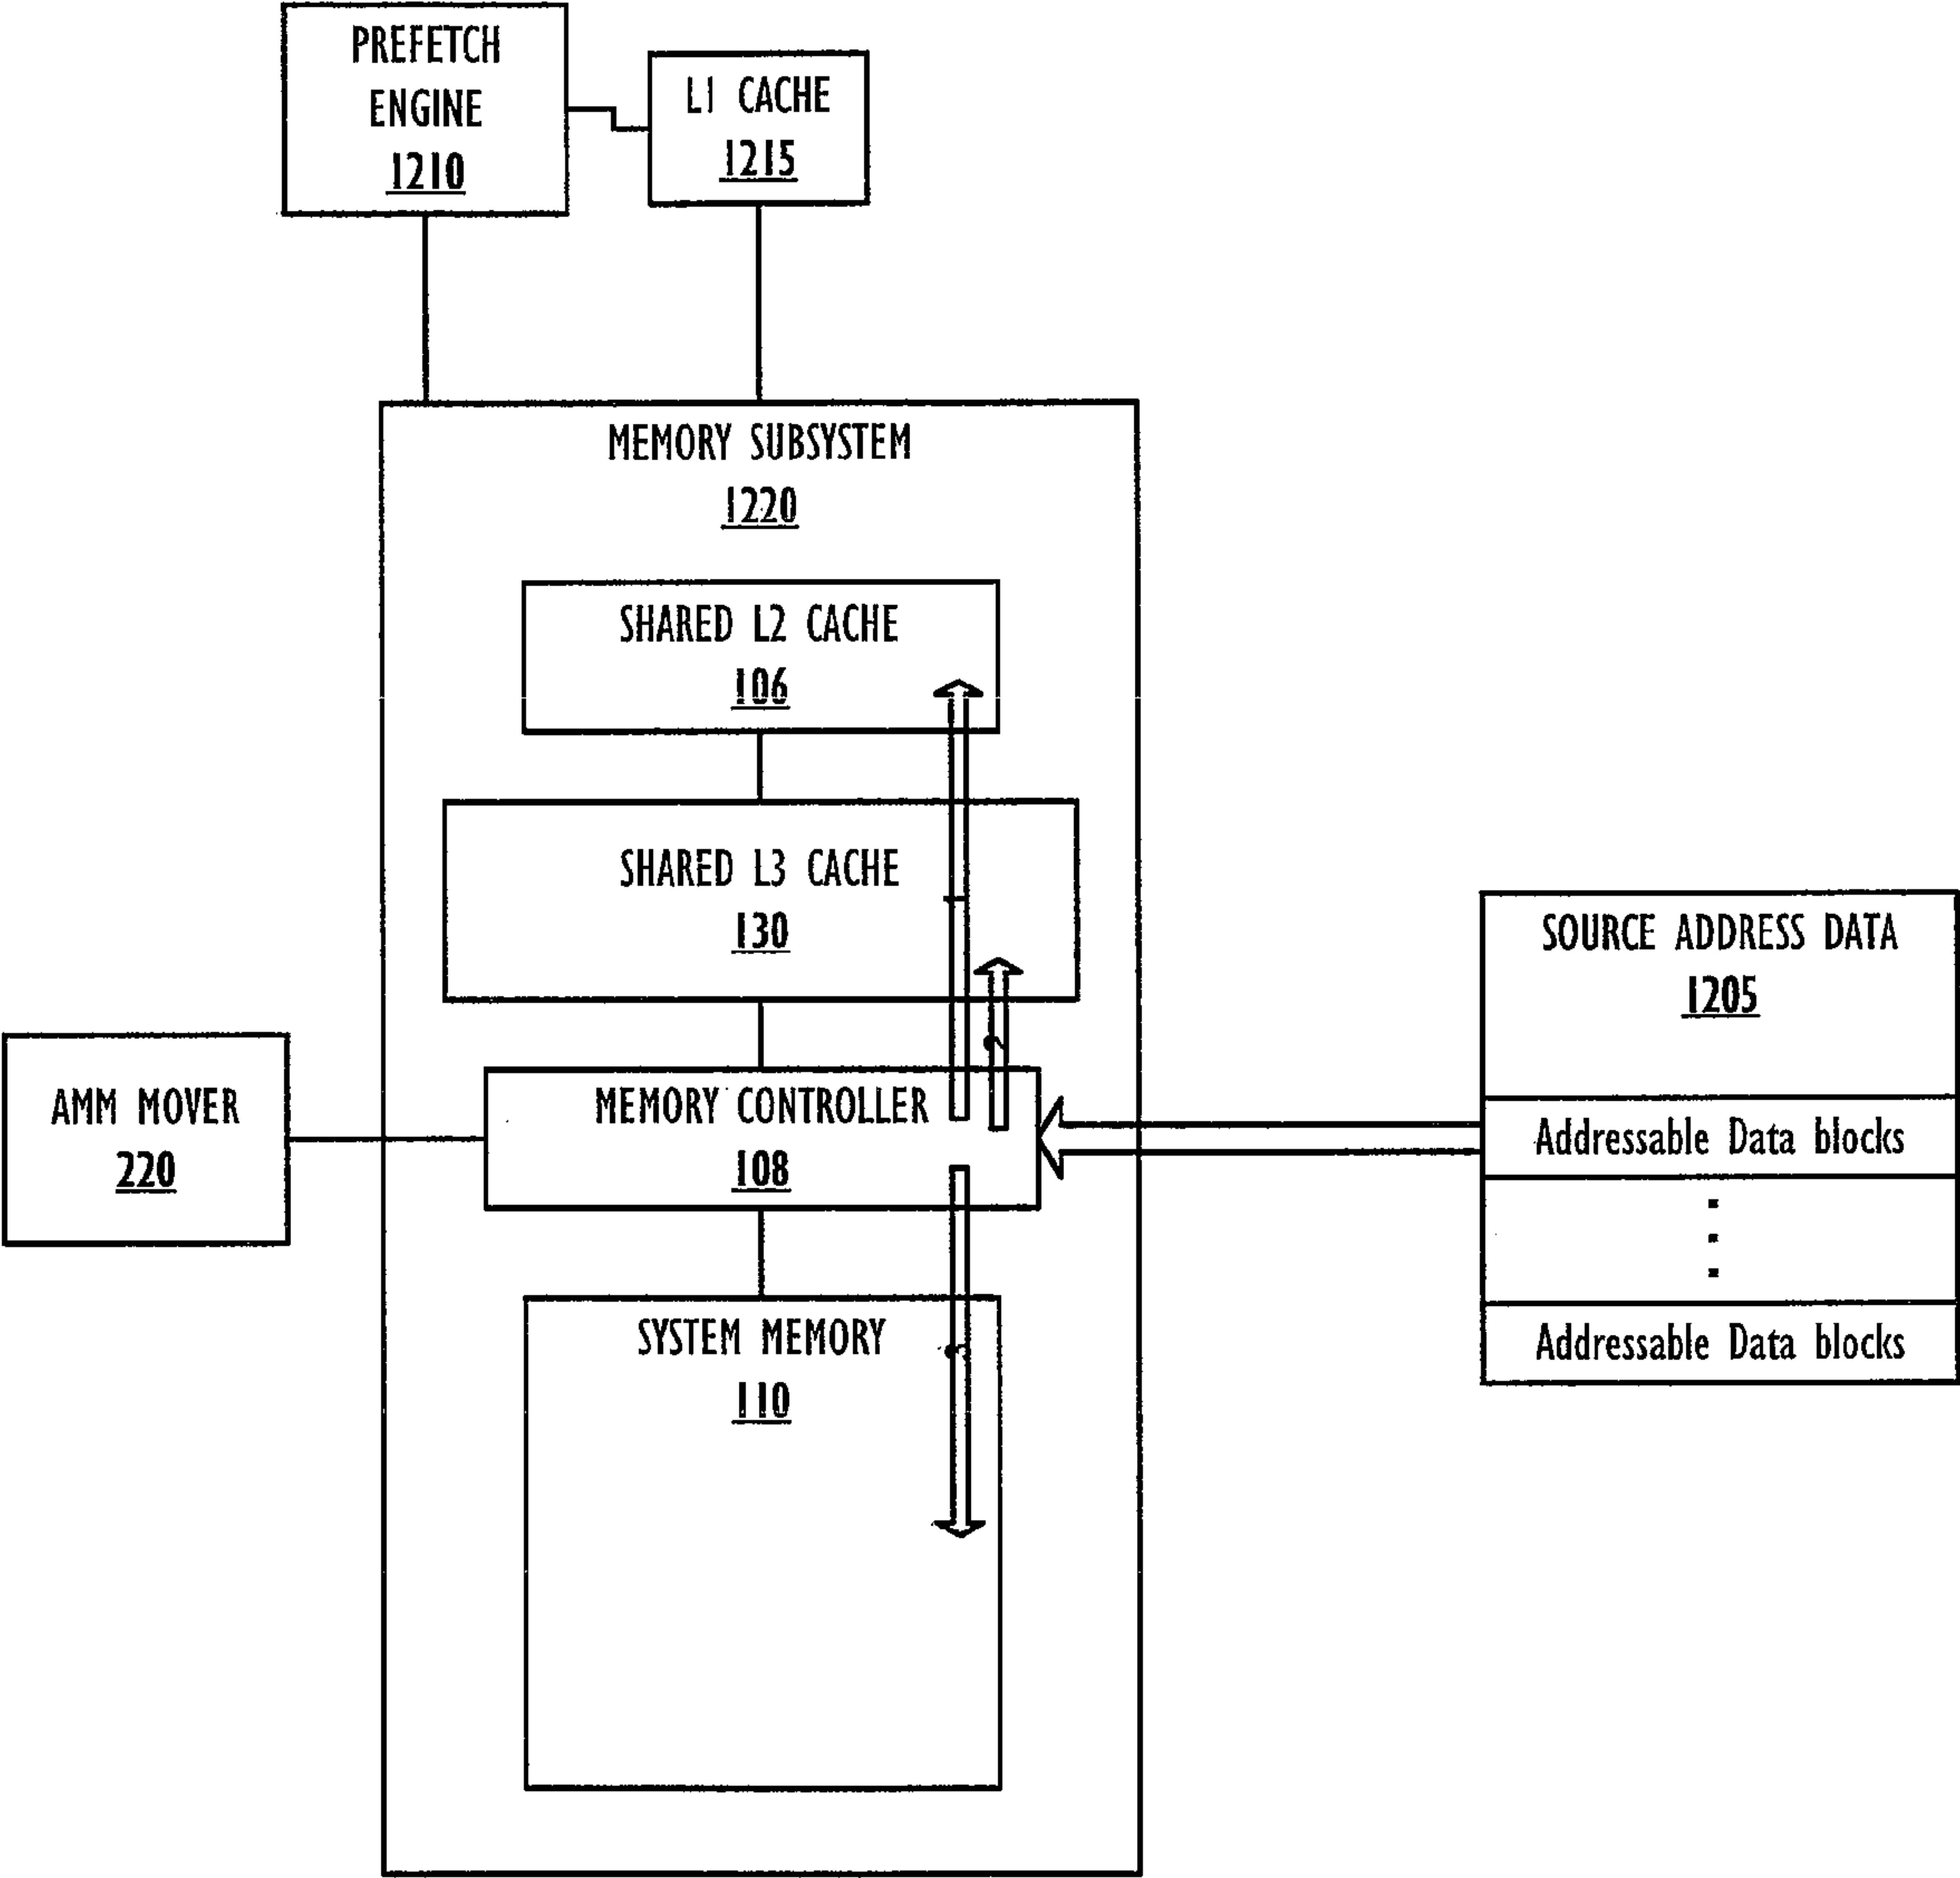 PREFETCH
ENGINE
1210
L1 CACHE
1215
MEMORY SUBSYSTEM
1220
SHARED L2 CACHE
106
SHARED L3 CACHE
130
SOURCE ADDRESS DATA
1205
AMM MOVER
220
MEMORY CONTROLLER
108
Addressable Data blocks
SYSTEM MEMORY
110
Addressable Data blocks